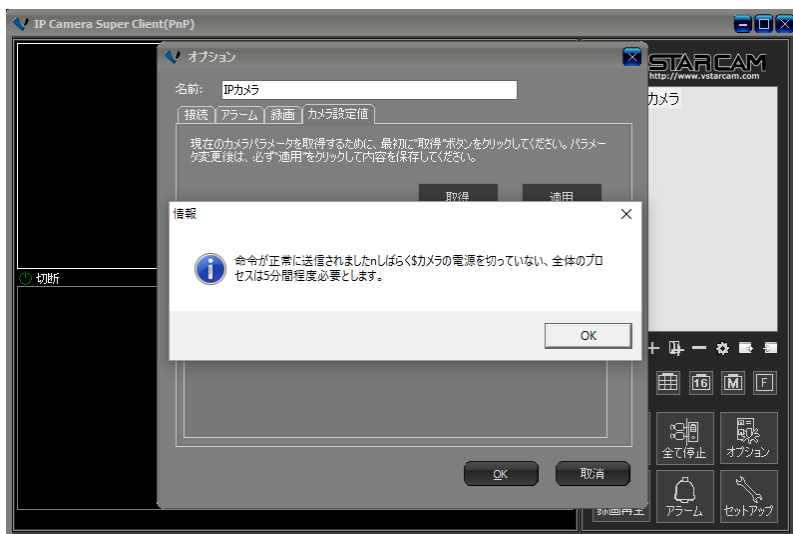 IP Camera Super Client(PnP)
オプション
STARCAM
http://www.vstarcam.com
名前: IPカメラ
カメラ
接続 アラーム 録画 カメラ設定値
現在のカメラパラメータを取得するために、最初に"取得"ボタンをクリックしてください。パラメー
タ変更後は、必ず"適用"をクリックして内容を保存してください。
取得 適用
情報
命令が正常に送信されましたnしばらく$カメラの電源を切っていない、全体のプロ
セスは5分間程度必要とします。
OK
切断
16 M F
全て停止 オプション
OK 取消
録画再生 アラーム セットアップ